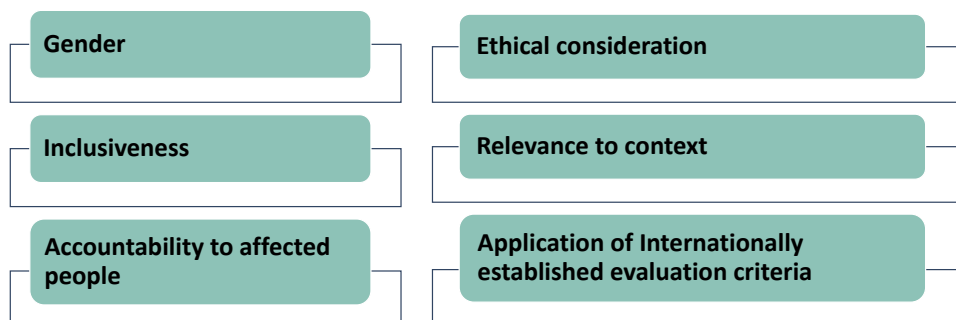 Gender
Ethical consideration
Inclusiveness
Relevance to context
Accountability to affected
people
Application of Internationally
established evaluation criteria